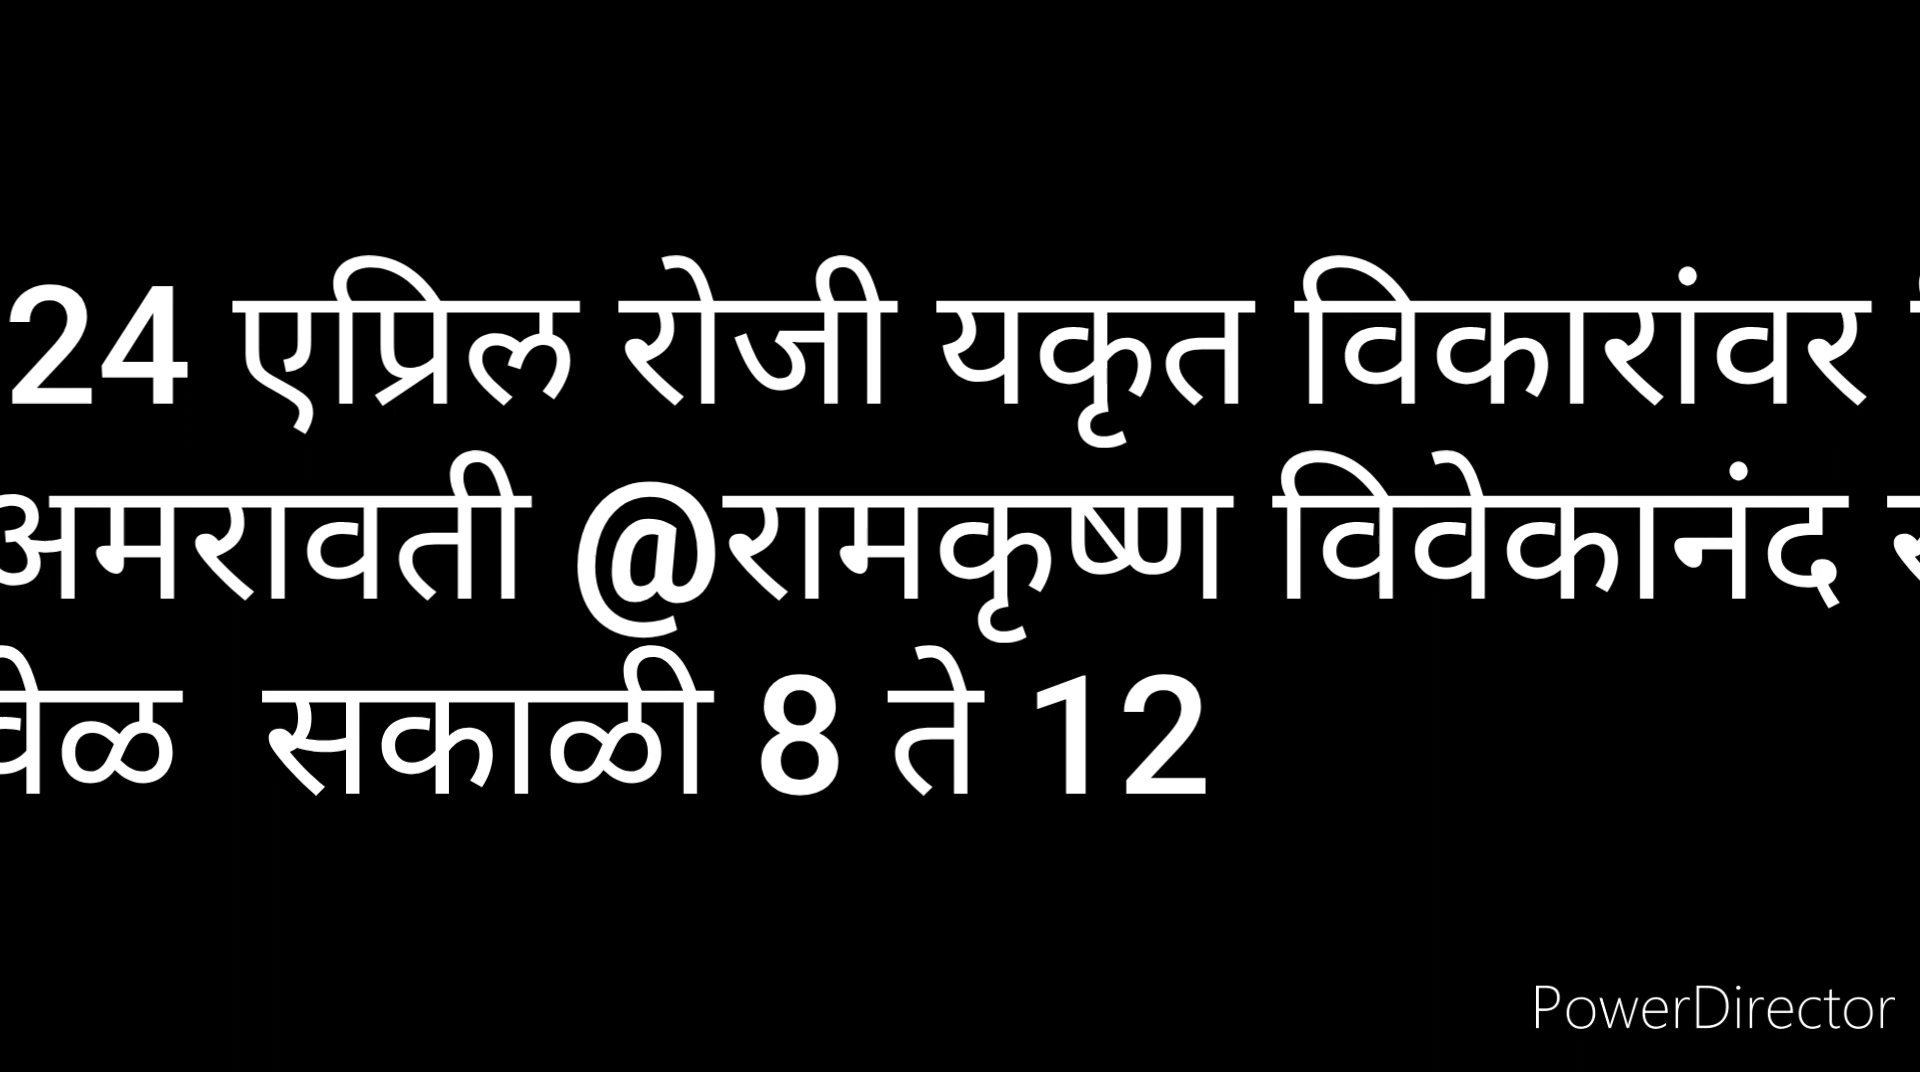 24 एप्रिल रोजी यकृत विकारांवर
अमरावती @रामकृष्ण विवेकानंद
वेळ  सकाळी 8 ते 12
PowerDirector